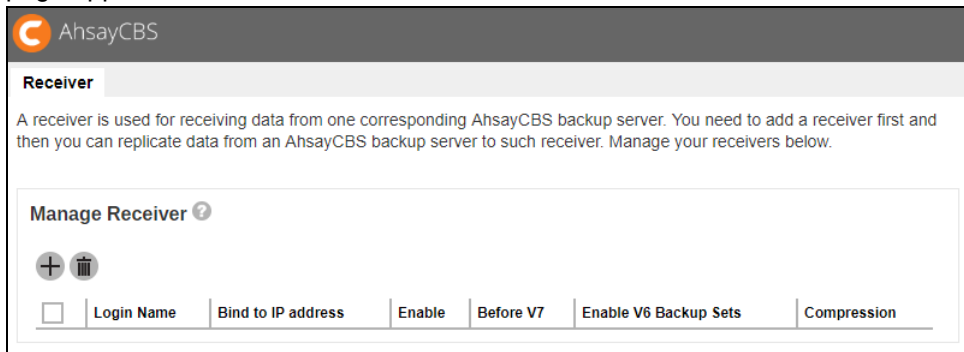 AhsayCBS
Receiver
A receiver is used for receiving data from one corresponding AhsayCBS backup server. You need to add a receiver first and
then you can replicate data from an AhsayCBS backup server to such receiver. Manage your receivers below.
Manage Receiver ?
Login Name Bind to IP address Enable Before V7 Enable V6 Backup Sets Compression